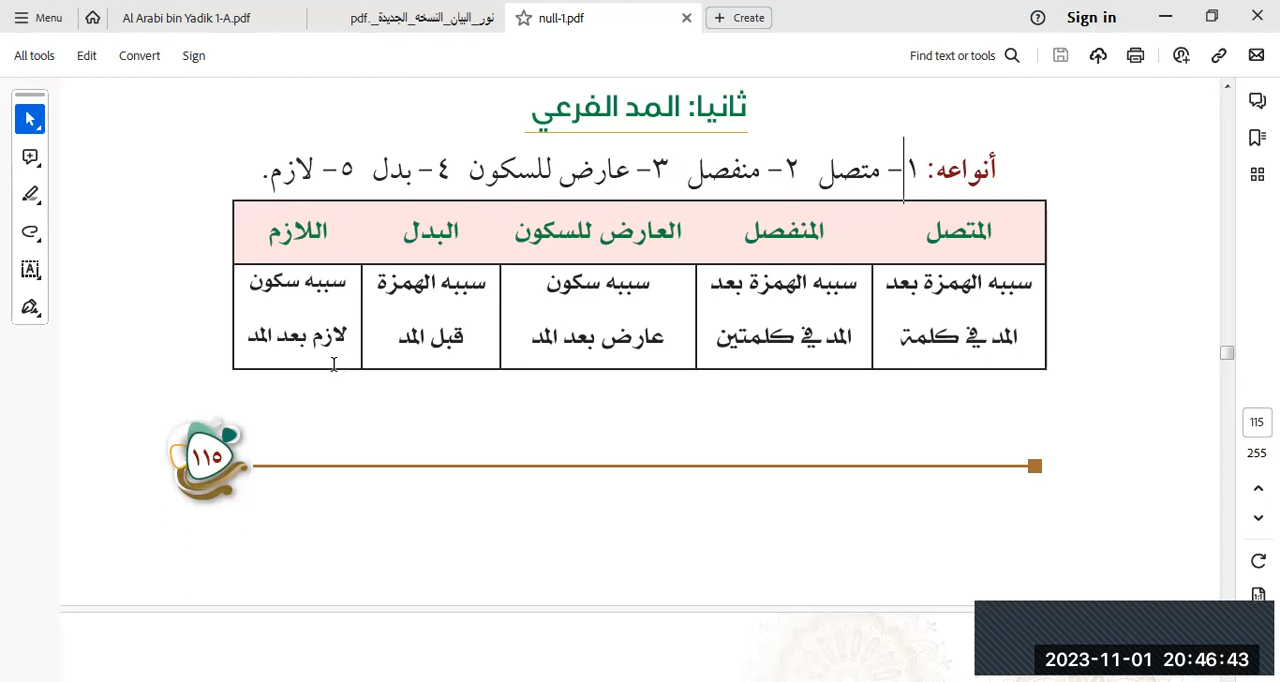 Menu
Al Arabi bin Yadik 1-A.pdf
نور_البيان_النسخه_الجديدة_.pdf
null-1.pdf
Create
Sign in
All tools
Edit
Convert
Sign
Find text or tools
ثانيا: المد الفرعي
أنواعه: ١- متصل ٢- منفصل ٣- عارض للسكون ٤- بدل ٥- لازم.
المتصل المنفصل العارض للسكون البدل اللازم
سببه الهمزة بعد سببه الهمزة بعد سببه سكون سببه الهمزة سببه سكون
المد في كلمة المد في كلمتين عارض بعد المد قبل المد لازم بعد المد
١١٥
115
255
2023-11-01 20:46:43